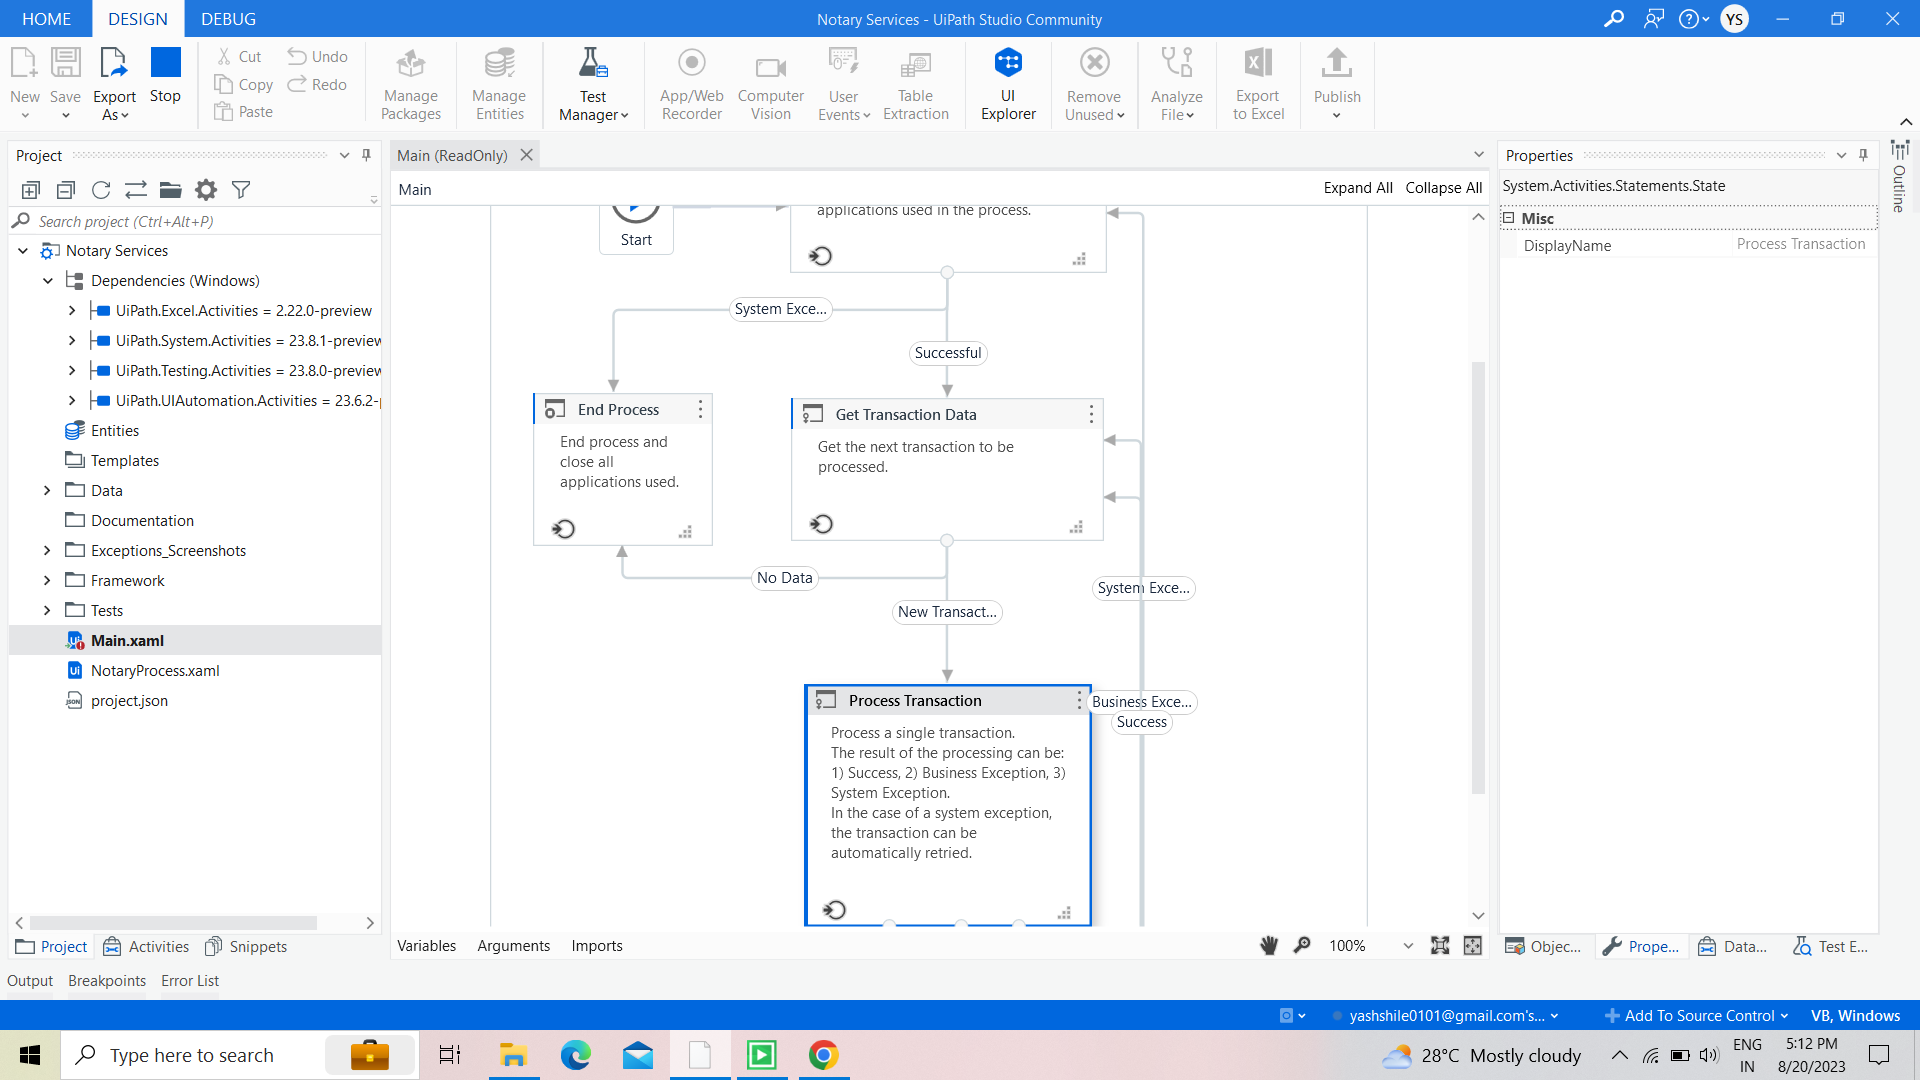 HOME DESIGN DEBUG
Notary Services - UiPath Studio Community
YS
New
Save
Export As
Stop
Cut
Copy
Paste
Undo
Redo
Manage Packages
Manage Entities
Test Manager
App/Web Recorder
Computer Vision
User Events
Table Extraction
UI Explorer
Remove Unused
Analyze File
Export to Excel
Publish
Project
Search project (Ctrl+Alt+P)
Notary Services
Dependencies (Windows)
UiPath.Excel.Activities = 2.22.0-preview
UiPath.System.Activities = 23.8.1-preview
UiPath.Testing.Activities = 23.8.0-preview
UiPath.UIAutomation.Activities = 23.6.2-
Entities
Templates
Data
Documentation
Exceptions_Screenshots
Framework
Tests
Main.xaml
NotaryProcess.xaml
project.json
Project Activities Snippets
Main (ReadOnly)
Main
Expand All Collapse All
Start
applications used in the process.
System Exce...
Successful
End Process
End process and
close all
applications used.
Get Transaction Data
Get the next transaction to be
processed.
No Data
New Transact...
System Exce...
Business Exce...
Success
Process Transaction
Process a single transaction.
The result of the processing can be:
1) Success, 2) Business Exception, 3)
System Exception.
In the case of a system exception,
the transaction can be
automatically retried.
Variables Arguments Imports
100%
Properties
System.Activities.Statements.State
Misc
DisplayName Process Transaction
Outline
Objec... Prope... Data... Test E...
Output Breakpoints Error List
yashshile0101@gmail.com's...
Add To Source Control
VB, Windows
Type here to search
28°C Mostly cloudy
ENG
IN
5:12 PM
8/20/2023